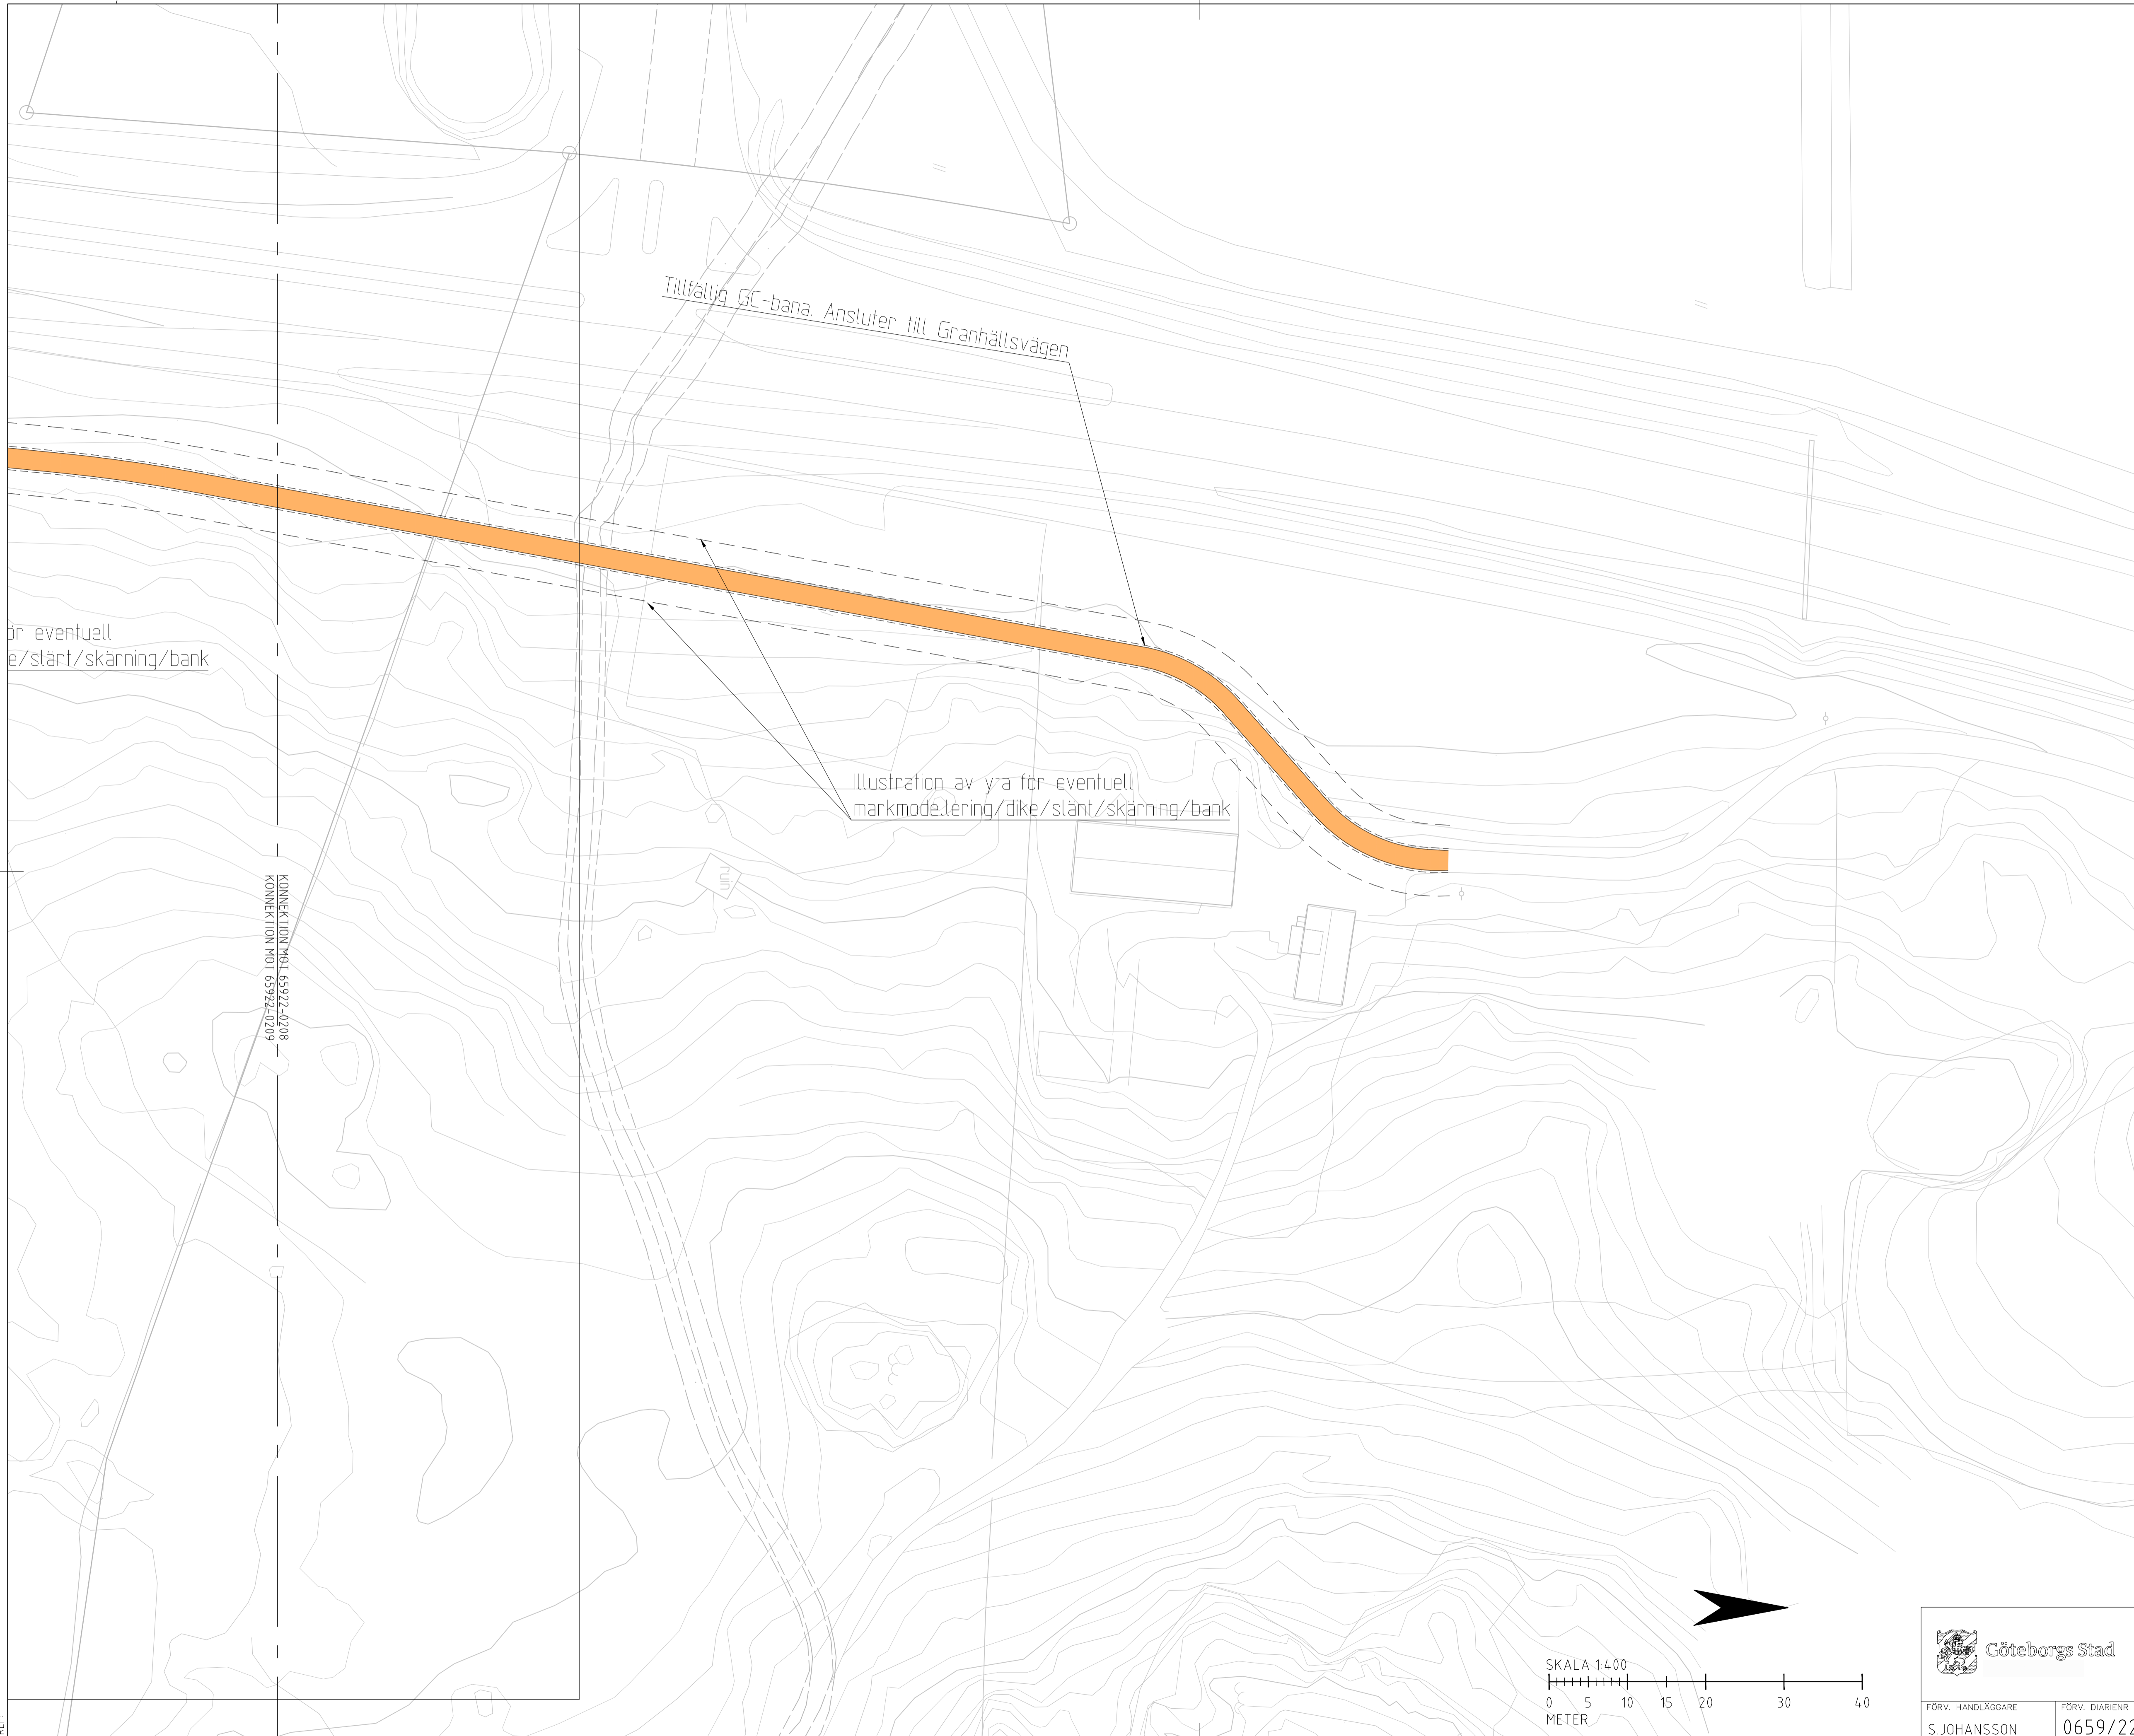 Tillfällig GC-bana. Ansluter till Granhällsvägen
ör eventuell
e/slänt/skärning/bank
Illustration av yta för eventuell
markmodellering/dike/slänt/skärning/bank
ruin
KONNEKTION MOT 65922-0208
KONNEKTION MOT 65922-0209
SKALA 1:400
0 5 10 15 20 30 40
METER
Göteborgs Stad
FÖRV. HANDLÄGGARE
S.JOHANSSON
FÖRV. DIARIENR
0659/22